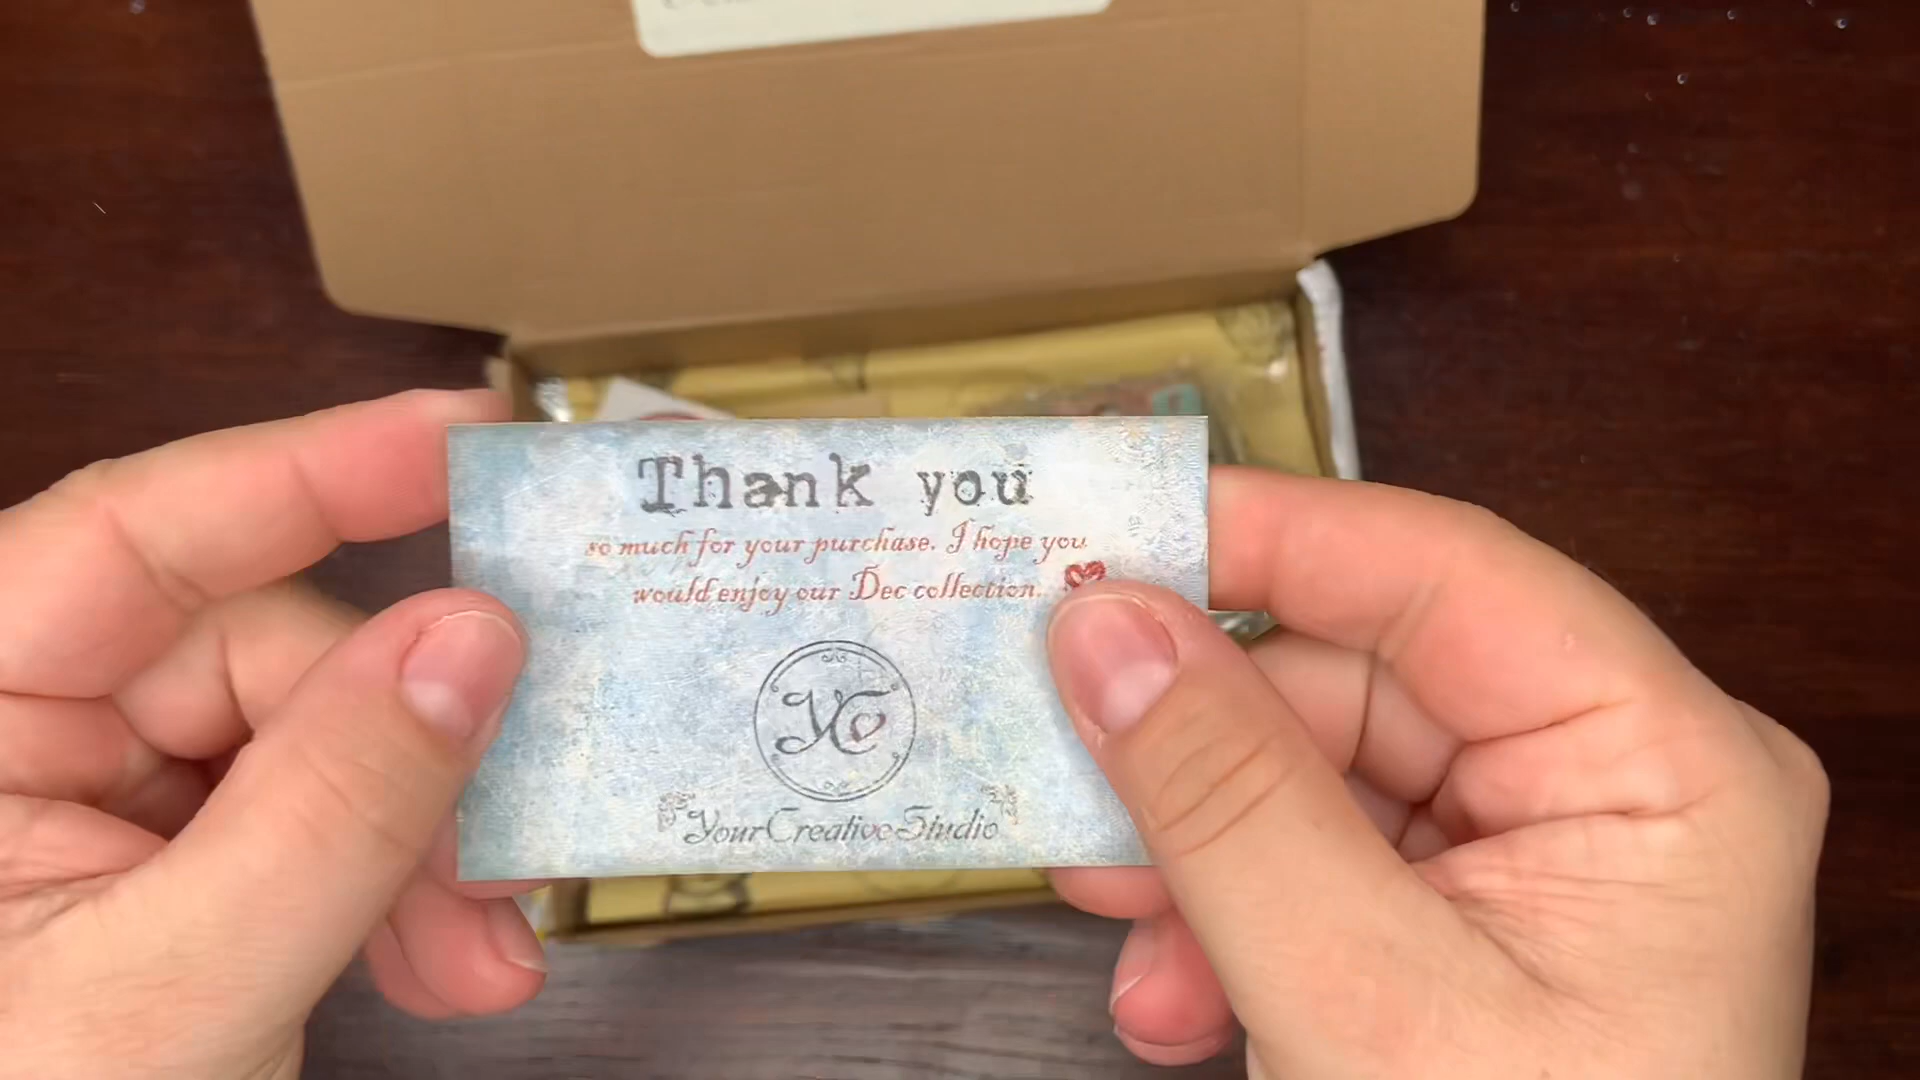 Thank you
so much for your purchase. I hope you
would enjoy our Dec collection.
YourCreativeStudio